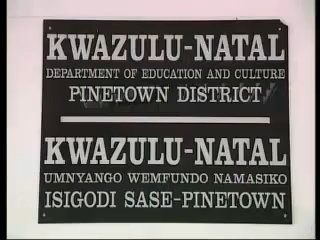 KWAZULU-NATAL
DEPARTMENT OF EDUCATION AND CULTURE
PINETOWN DISTRICT
KWAZULU-NATAL
UMNYANGO WEMFUNDO NAMASIKO
ISIGODI SASE-PINETOWN